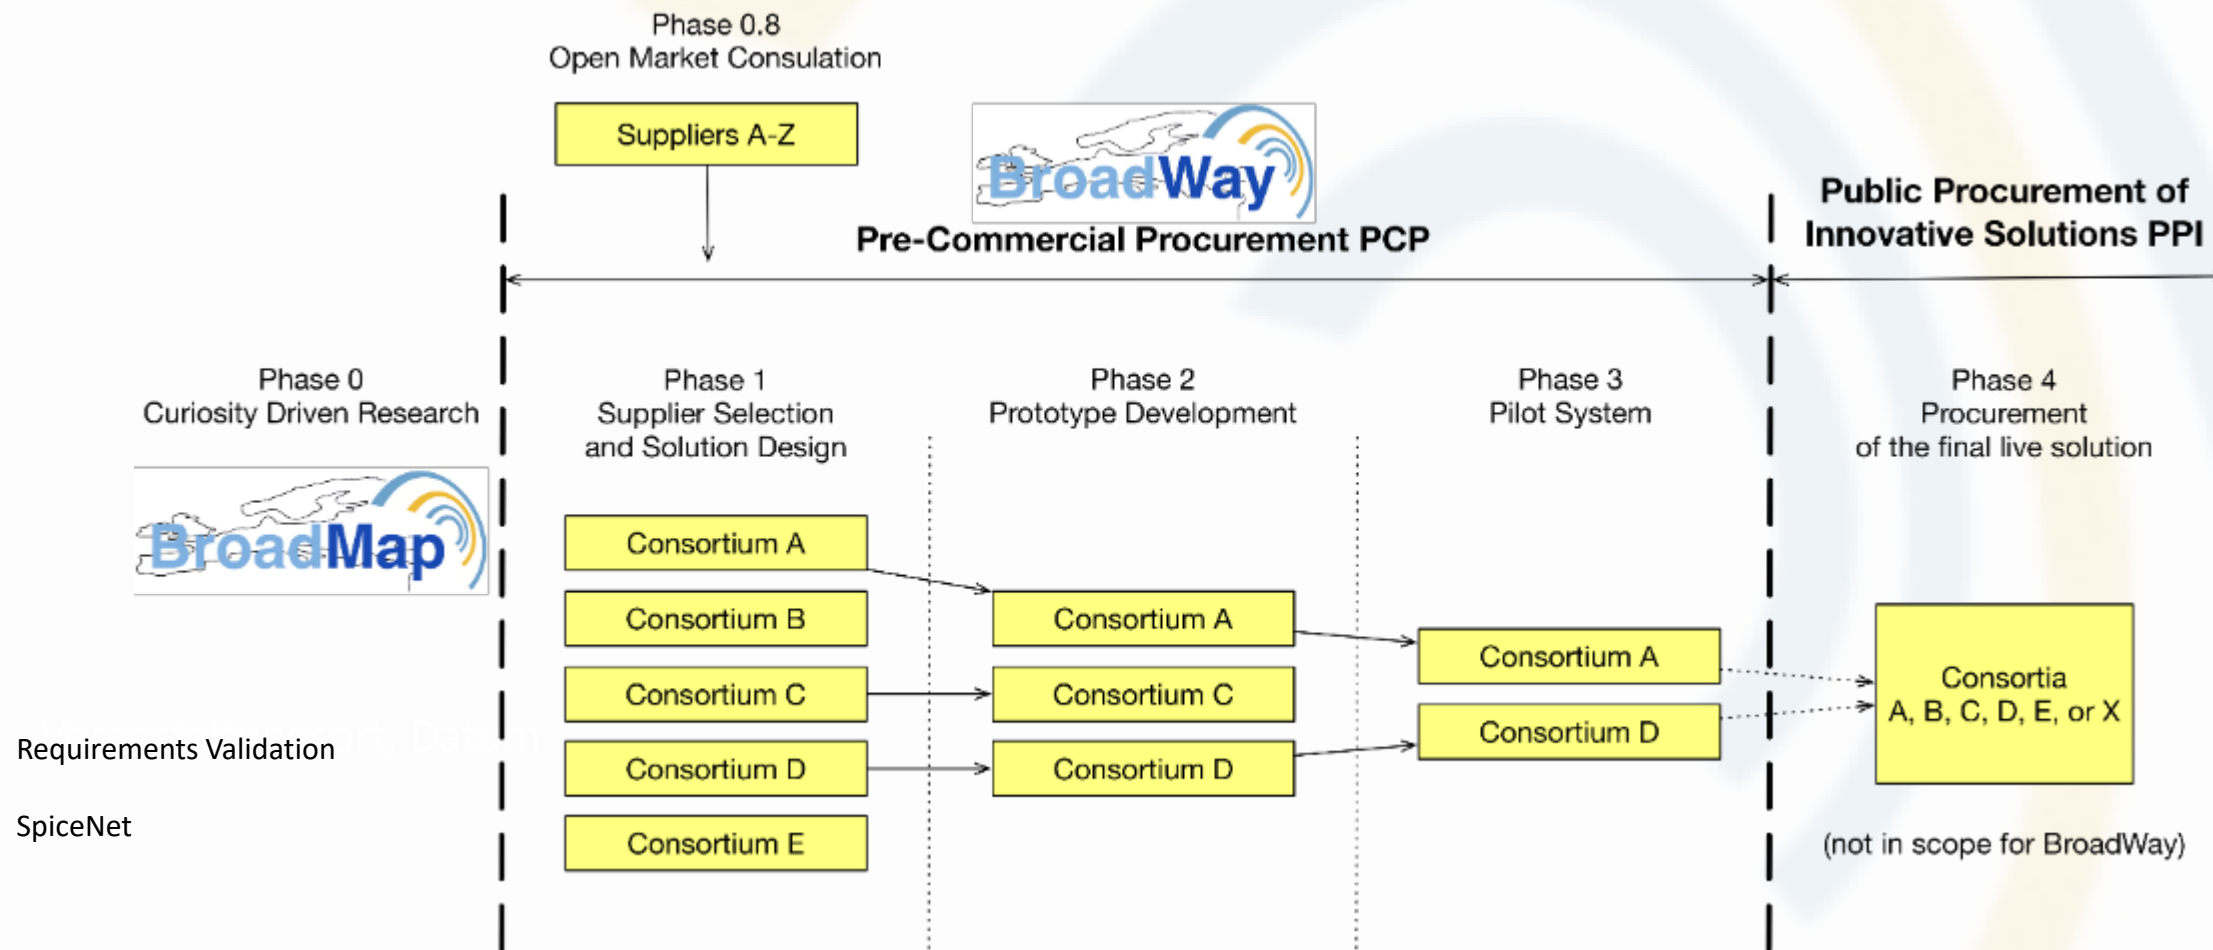 Phase 0.8
Open Market Consulation
Suppliers A-Z
BroadWay
Pre-Commercial Procurement PCP
Public Procurement of
Innovative Solutions PPI
Phase 0
Curiosity Driven Research
BroadMap
Requirements Validation
SpiceNet
Phase 1
Supplier Selection
and Solution Design
Consortium A
Consortium B
Consortium C
Consortium D
Consortium E
Phase 2
Prototype Development
Consortium A
Consortium C
Consortium D
Phase 3
Pilot System
Consortium A
Consortium D
Phase 4
Procurement
of the final live solution
Consortia
A, B, C, D, E, or X
(not in scope for BroadWay)